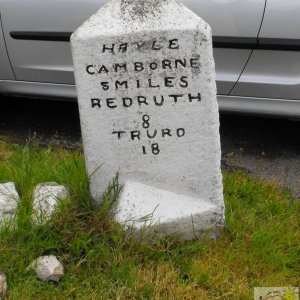 HAYLE
CAMBORNE
5 MILES
REDRUTH
8
TRURO
18